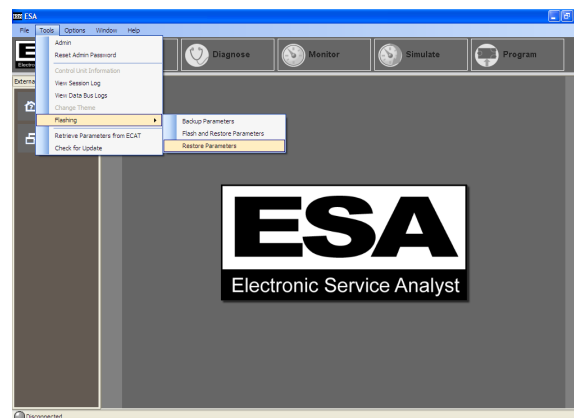 ESA
File Tools Options Window Help
Admin
Reset Admin Password
Control Unit Information
View Session Log
View Data Bus Logs
Change Theme
Flashing
Retrieve Parameters from ECAT
Check for Update
Backup Parameters
Flash and Restore Parameters
Restore Parameters
Diagnose Monitor Simulate Program
ESA
Electronic Service Analyst
Disconnected